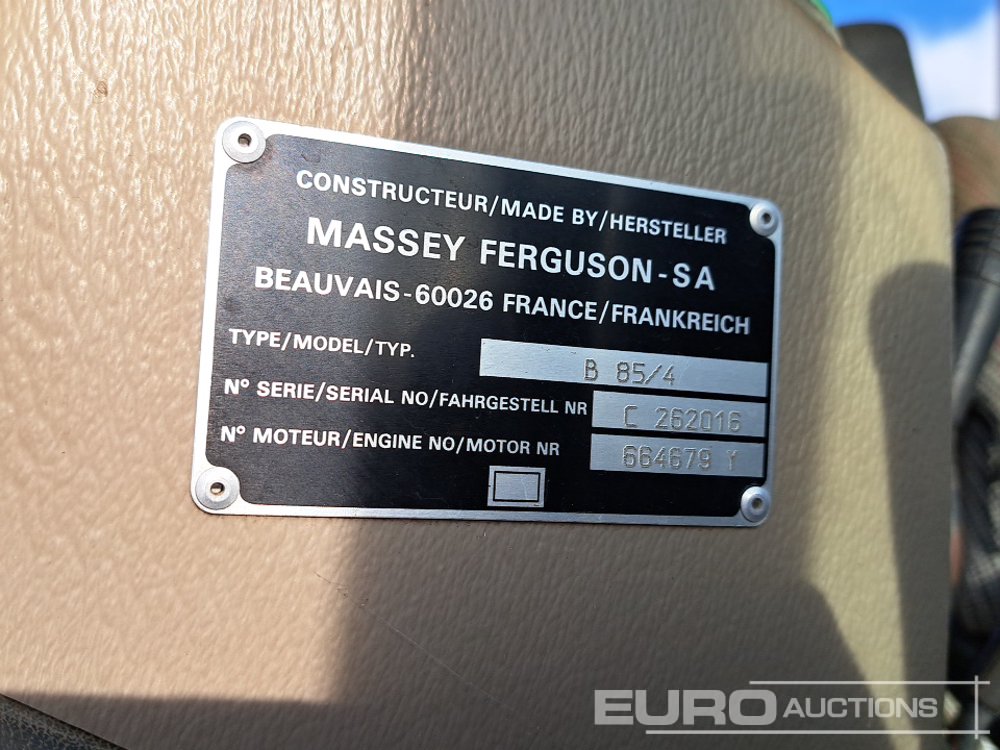 CONSTRUCTEUR/MADE BY/HERSTELLER
MASSEY FERGUSON-SA
BEAUVAIS-60026 FRANCE/FRANKREICH
TYPE/MODEL/TYP. B 85/4
N° SERIE/SERIAL NO/FAHRGESTELL NR C 262016
N° MOTEUR/ENGINE NO/MOTOR NR 664679 Y
EURO AUCTIONS